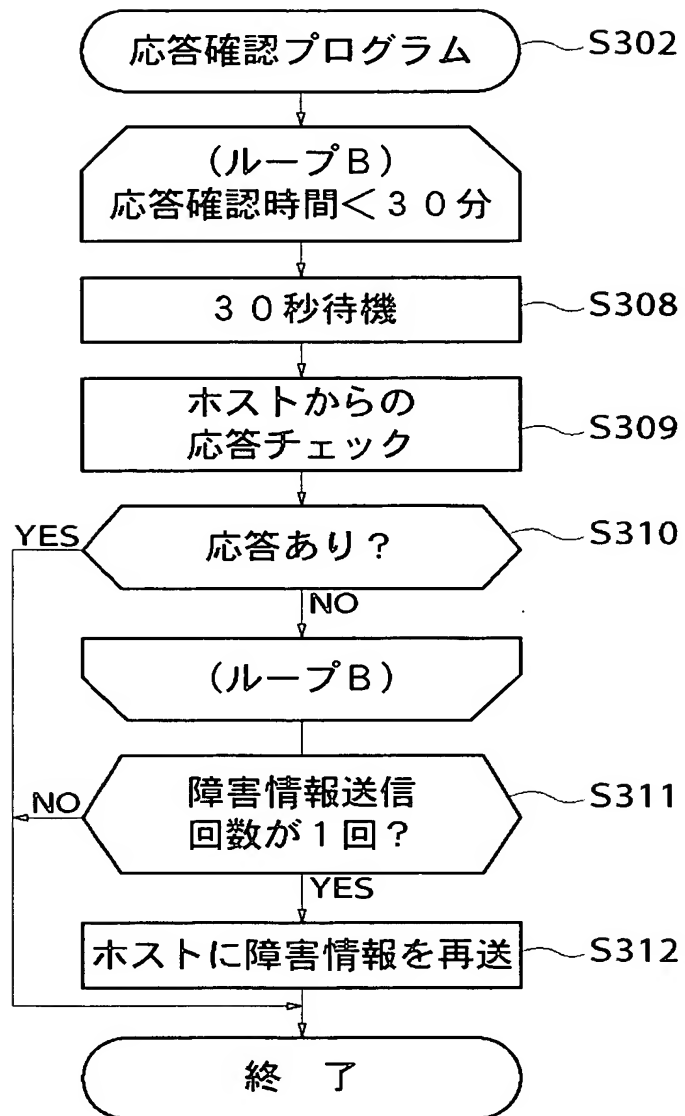 応答確認プログラム
S302
(ループB)
応答確認時間<30分
30秒待機
S308
ホストからの
応答チェック
S309
YES
応答あり?
S310
NO
(ループB)
NO
障害情報送信
回数が1回?
S311
YES
ホストに障害情報を再送
S312
終 了